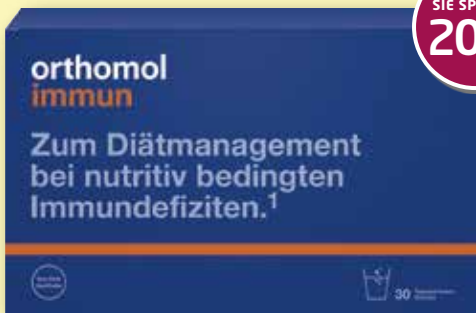 SIE SP
20
orthomol
immun
Zum Diätmanagement
bei nutritiv bedingten
Immundefiziten.¹
30